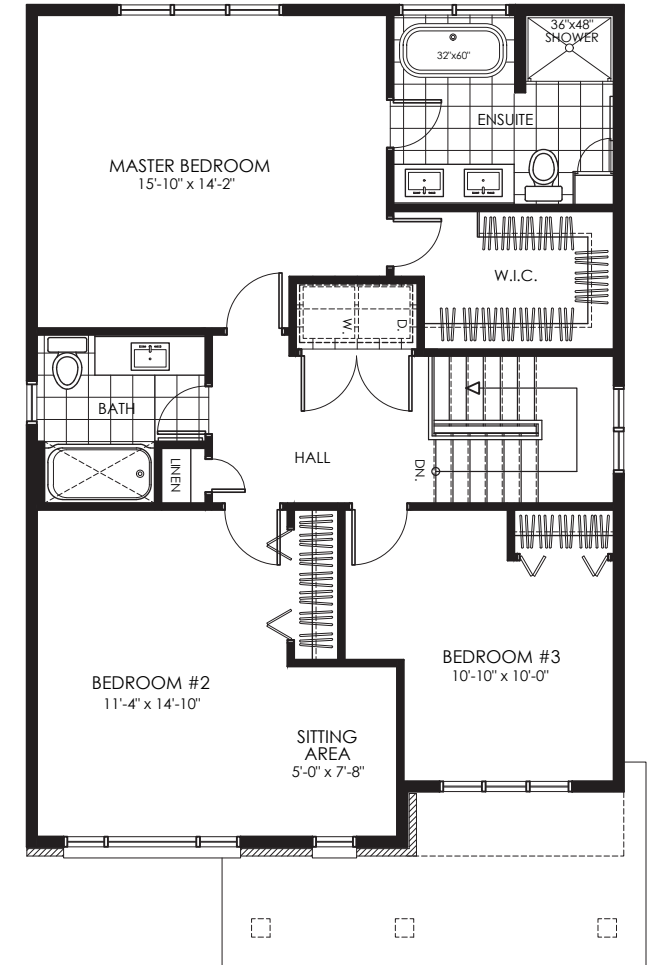 36"x48"
SHOWER
32"x60"
ENSUITE
MASTER BEDROOM
15'-10" x 14'-2"
W.I.C.
W.
D.
BATH
LINEN
HALL
DN.
BEDROOM #2
11'-4" x 14'-10"
SITTING
AREA
5'-0" x 7'-8"
BEDROOM #3
10'-10" x 10'-0"